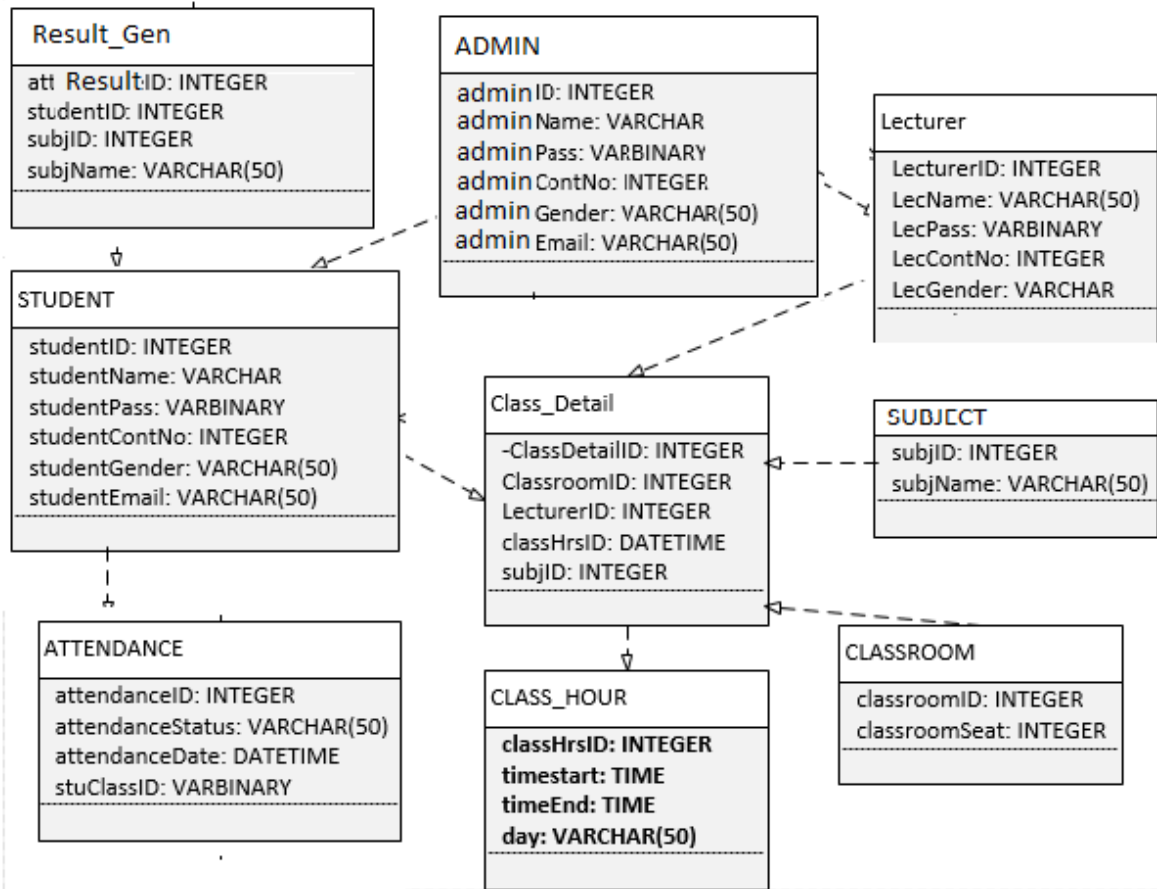 Result_Gen
att ResultID: INTEGER
studentID: INTEGER
subjID: INTEGER
subjName: VARCHAR(50)
ADMIN
adminID: INTEGER
adminName: VARCHAR
adminPass: VARBINARY
adminContNo: INTEGER
adminGender: VARCHAR(50)
adminEmail: VARCHAR(50)
Lecturer
LecturerID: INTEGER
LecName: VARCHAR(50)
LecPass: VARBINARY
LecContNo: INTEGER
LecGender: VARCHAR
STUDENT
studentID: INTEGER
studentName: VARCHAR
studentPass: VARBINARY
studentContNo: INTEGER
studentGender: VARCHAR(50)
studentEmail: VARCHAR(50)
Class_Detail
-ClassDetailID: INTEGER
ClassroomID: INTEGER
LecturerID: INTEGER
classHrsID: DATETIME
subjID: INTEGER
SUBJECT
subjID: INTEGER
subjName: VARCHAR(50)
ATTENDANCE
attendanceID: INTEGER
attendanceStatus: VARCHAR(50)
attendanceDate: DATETIME
stuClassID: VARBINARY
CLASS_HOUR
classHrsID: INTEGER
timestart: TIME
timeEnd: TIME
day: VARCHAR(50)
CLASSROOM
classroomID: INTEGER
classroomSeat: INTEGER